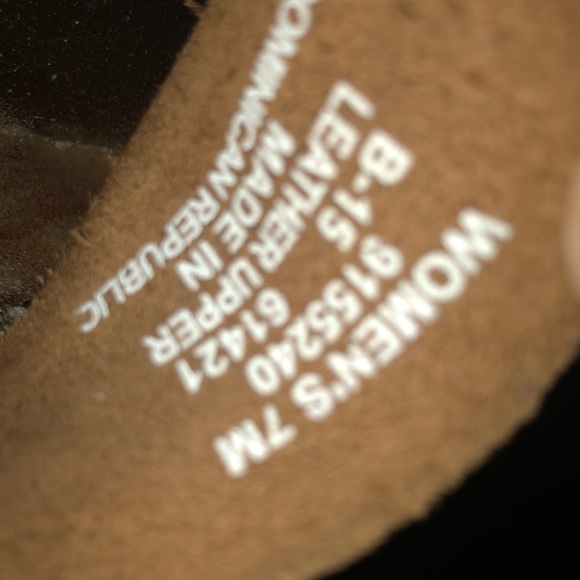 WOMEN'S 7M
9155240
B-15 61421
LEATHER UPPER
MADE IN
DOMINICAN REPUBLIC